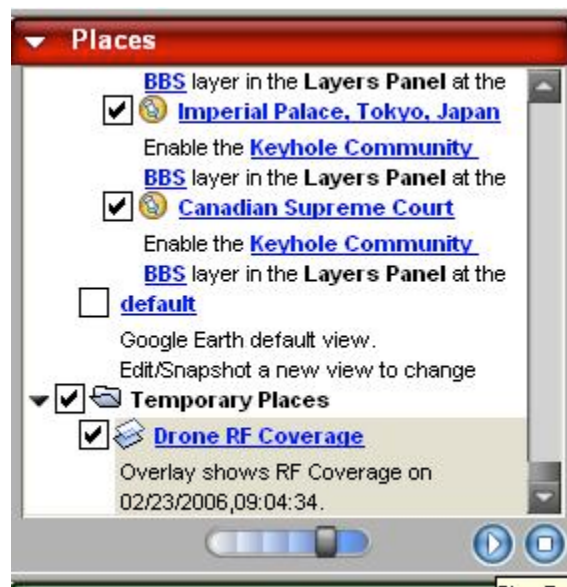 Places
BBS layer in the Layers Panel at the
Imperial Palace, Tokyo, Japan
Enable the Keyhole Community
BBS layer in the Layers Panel at the
Canadian Supreme Court
Enable the Keyhole Community
BBS layer in the Layers Panel at the
default
Google Earth default view.
Edit/Snapshot a new view to change
Temporary Places
Drone RF Coverage
Overlay shows RF Coverage on
02/23/2006,09:04:34.